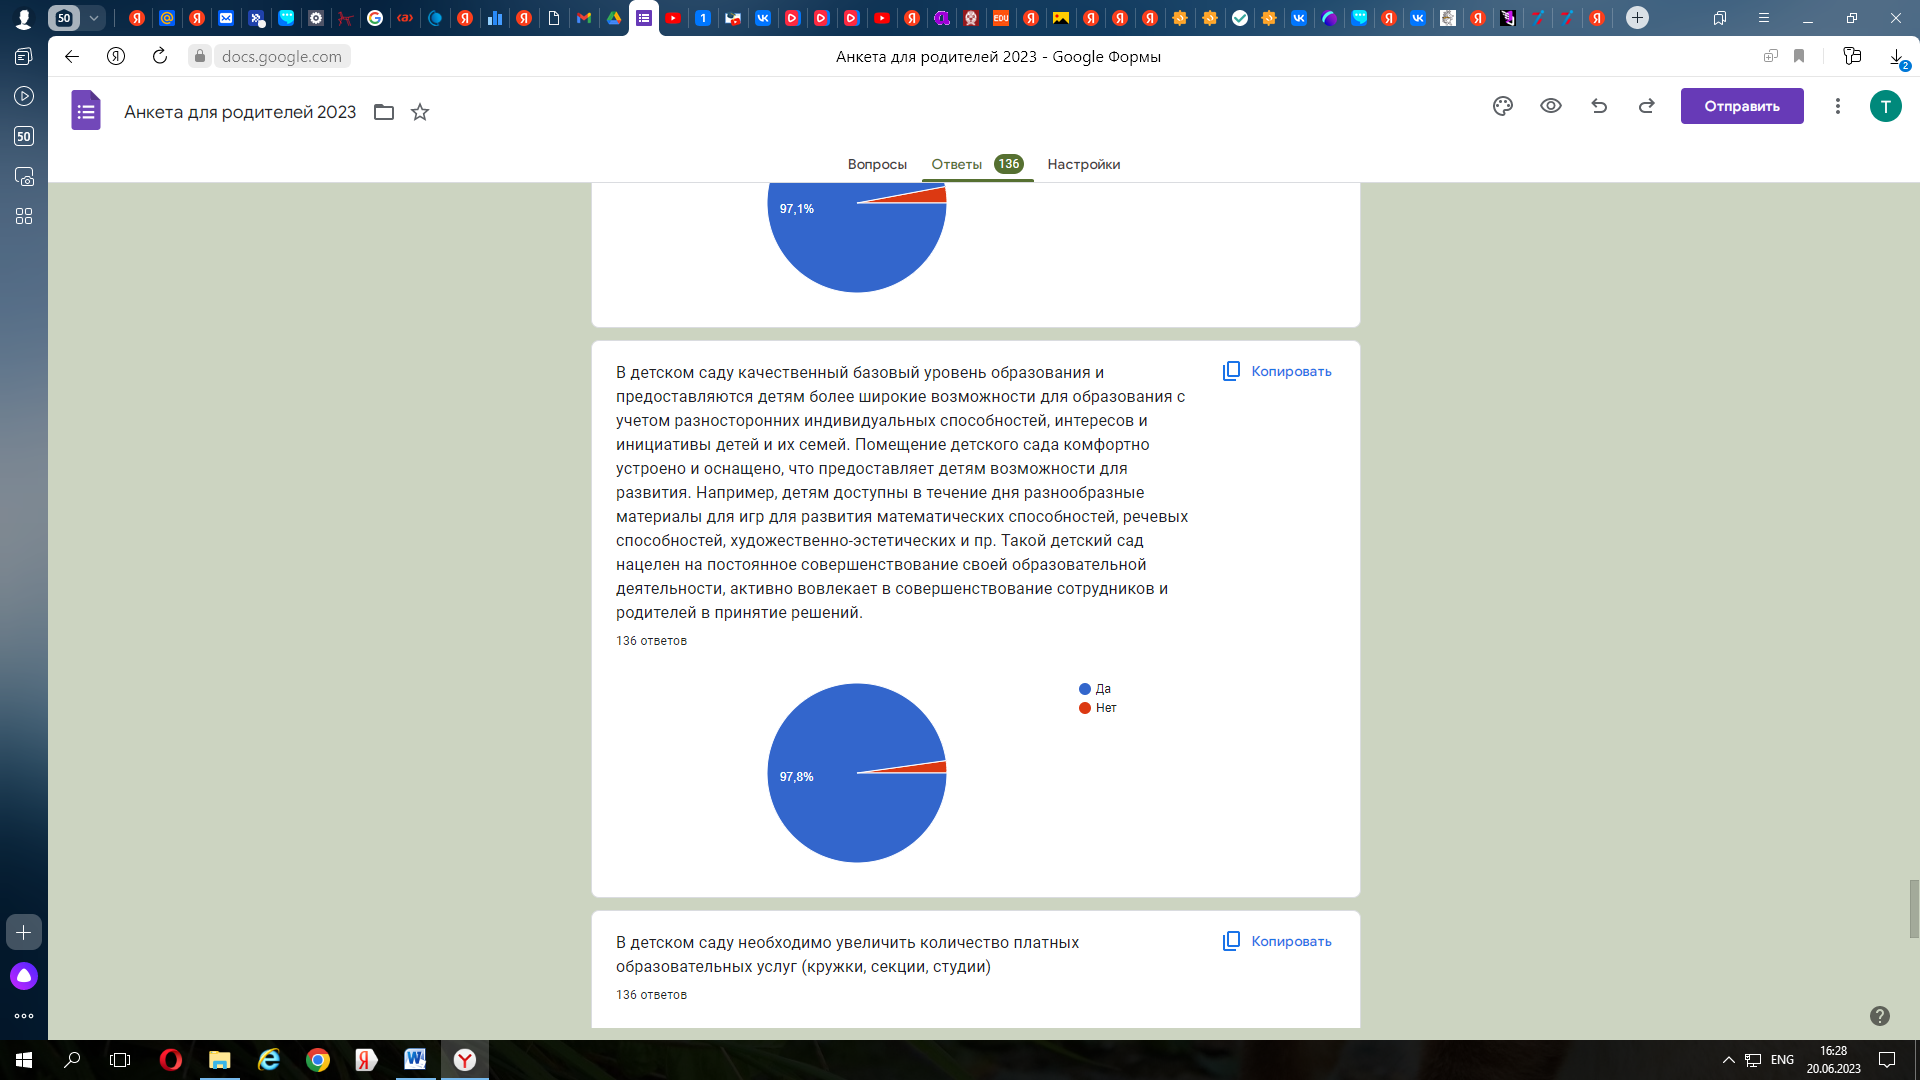 50
docs.google.com
Анкета для родителей 2023 - Google Формы
2
50
Анкета для родителей 2023
Отправить
T
Вопросы
Ответы 136
Настройки
97,1%
В детском саду качественный базовый уровень образования и
предоставляются детям более широкие возможности для образования с
учетом разносторонних индивидуальных способностей, интересов и
инициативы детей и их семей. Помещение детского сада комфортно
устроено и оснащено, что предоставляет детям возможности для
развития. Например, детям доступны в течение дня разнообразные
материалы для игр для развития математических способностей, речевых
способностей, художественно-эстетических и пр. Такой детский сад
нацелен на постоянное совершенствование своей образовательной
деятельности, активно вовлекает в совершенствование сотрудников и
родителей в принятие решений.
Копировать
136 ответов
Да
Нет
97,8%
В детском саду необходимо увеличить количество платных
образовательных услуг (кружки, секции, студии)
Копировать
136 ответов
ENG
16:28
20.06.2023